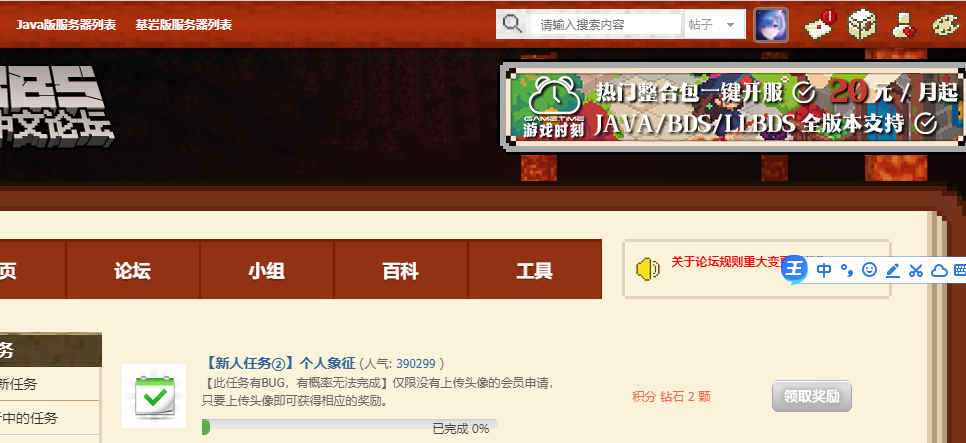 Java版服务器列表 基岩版服务器列表 请输入搜索内容 帖子
BBS
中文论坛
热门整合包一键开服 20元 / 月起
GAMETIME
游戏时刻 JAVA/BDS/LLBDS 全版本支持
页 论坛 小组 百科 工具
关于论坛规则重大变更
王 中
务
新任务
中的任务
【新人任务②】个人象征 (人气: 390299 )
【此任务有BUG，有概率无法完成】仅限没有上传头像的会员申请，
只要上传头像即可获得相应的奖励。
已完成 0%
积分 钻石 2 颗
领取奖励